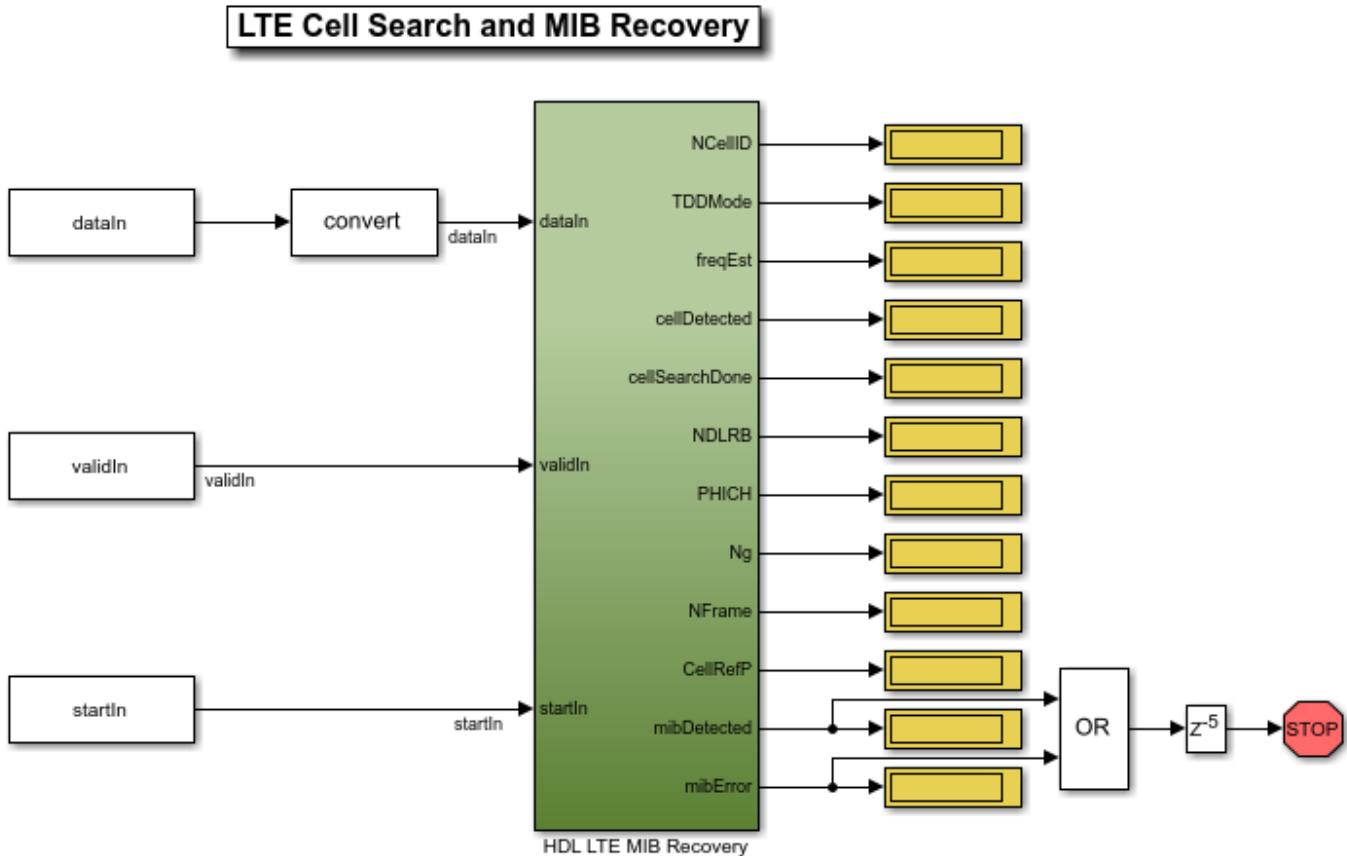 LTE Cell Search and MIB Recovery
dataIn
convert
dataIn
dataIn
validIn
validIn
validIn
startIn
startIn
startIn
NCellID
TDDMode
freqEst
cellDetected
cellSearchDone
NDLRB
PHICH
Ng
NFrame
CellRefP
mibDetected
mibError
OR
z-5
STOP
HDL LTE MIB Recovery